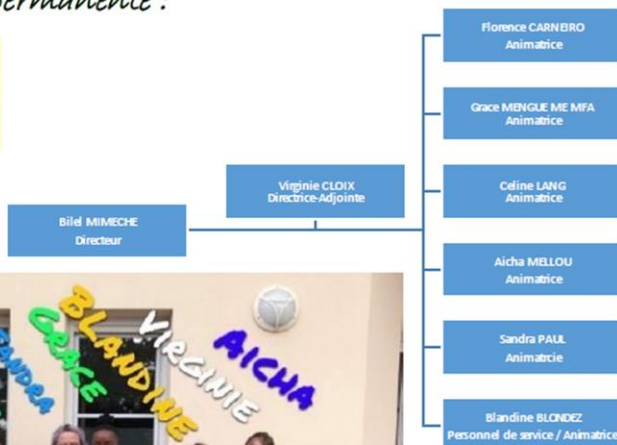 permanente :
Florence CARNEIRO
Animatrice
Grace MENGUE ME MFA
Animatrice
Virginie CLOIX
Directrice-Adjointe
Celine LANG
Animatrice
Bilel MIMECHE
Directeur
Aicha MELLOU
Animatrice
Sandra PAUL
Animatrcie
Blandine BLONDEZ
Personnel de service / Animatrice
SANDRA
GRACE
BLANDINE
VIRGINIE
AICHA